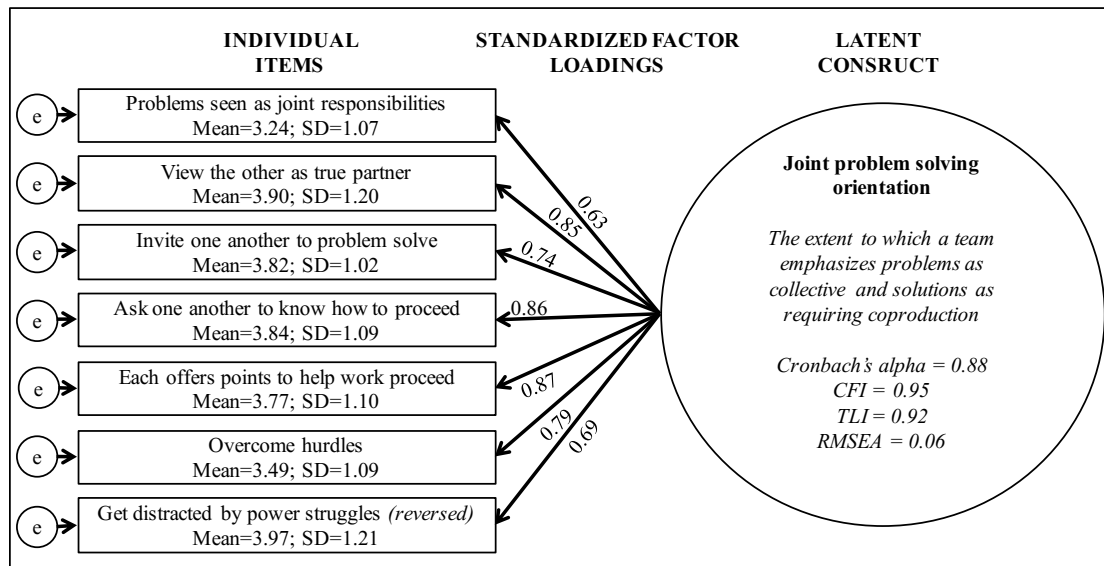 INDIVIDUAL
ITEMS
STANDARDIZED FACTOR
LOADINGS
LATENT
CONSRUCT
e
Problems seen as joint responsibilities
Mean=3.24; SD=1.07
e
View the other as true partner
Mean=3.90; SD=1.20
e
Invite one another to problem solve
Mean=3.82; SD=1.02
e
Ask one another to know how to proceed
Mean=3.84; SD=1.09
e
Each offers points to help work proceed
Mean=3.77; SD=1.10
e
Overcome hurdles
Mean=3.49; SD=1.09
e
Get distracted by power struggles (reversed)
Mean=3.97; SD=1.21
0.63
0.85
0.74
0.86
0.87
0.79
0.69
Joint problem solving
orientation
The extent to which a team
emphasizes problems as
collective and solutions as
requiring coproduction
Cronbach's alpha = 0.88
CFI = 0.95
TLI = 0.92
RMSEA = 0.06